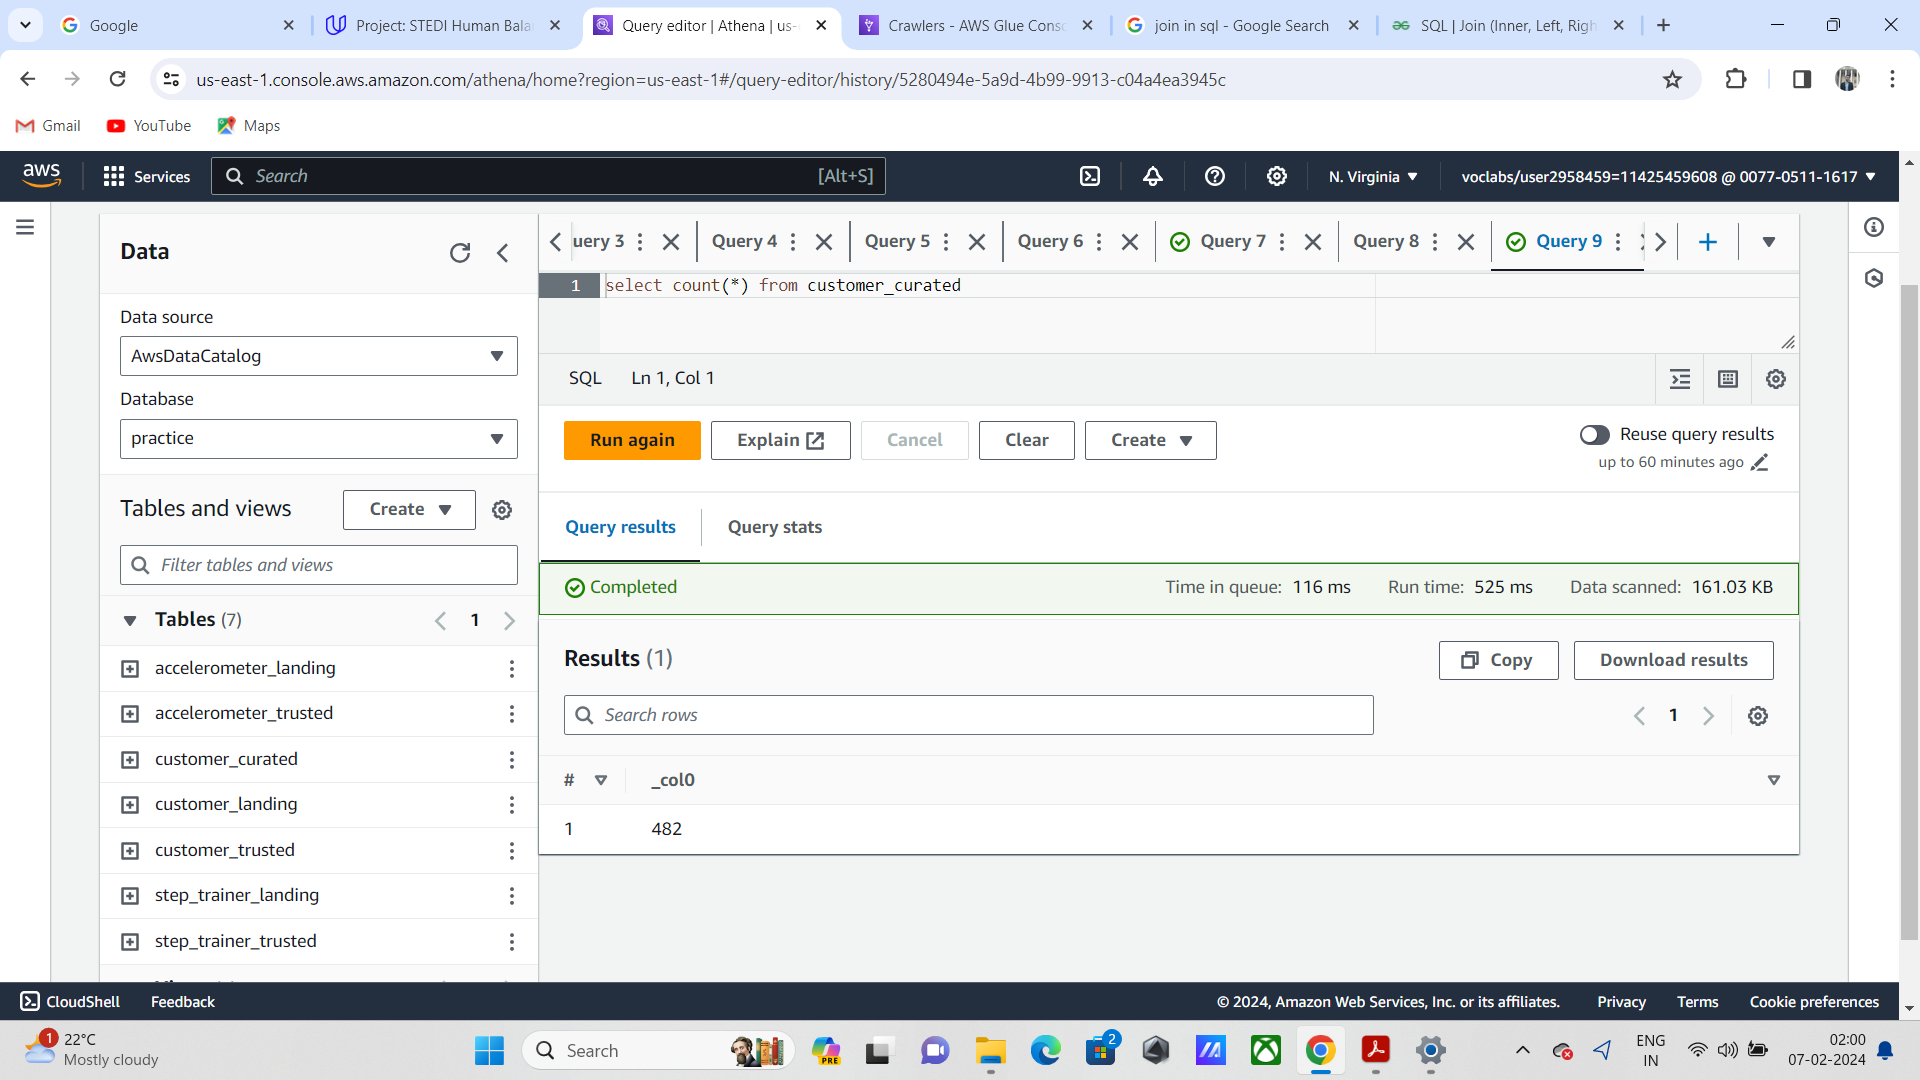 Google
Project: STEDI Human Bala
Query editor | Athena | us-
Crawlers - AWS Glue Conso
join in sql - Google Search
SQL | Join (Inner, Left, Righ
us-east-1.console.aws.amazon.com/athena/home?region=us-east-1#/query-editor/history/5280494e-5a9d-4b99-9913-c04a4ea3945c
Gmail YouTube Maps
aws Services Search [Alt+S] N. Virginia voclabs/user2958459=11425459608 @ 0077-0511-1617
Data
Data source
AwsDataCatalog
Database
practice
Tables and views Create
Filter tables and views
Tables (7) 1
accelerometer_landing
accelerometer_trusted
customer_curated
customer_landing
customer_trusted
step_trainer_landing
step_trainer_trusted
uery 3 Query 4 Query 5 Query 6 Query 7 Query 8 Query 9
1 select count(*) from customer_curated
SQL Ln 1, Col 1
Run again Explain Cancel Clear Create
Reuse query results
up to 60 minutes ago
Query results Query stats
Completed Time in queue: 116 ms Run time: 525 ms Data scanned: 161.03 KB
Results (1) Copy Download results
Search rows 1
# _col0
1 482
CloudShell Feedback © 2024, Amazon Web Services, Inc. or its affiliates. Privacy Terms Cookie preferences
1 22°C
Mostly cloudy
Search
PRE
2
ENG
IN
02:00
07-02-2024